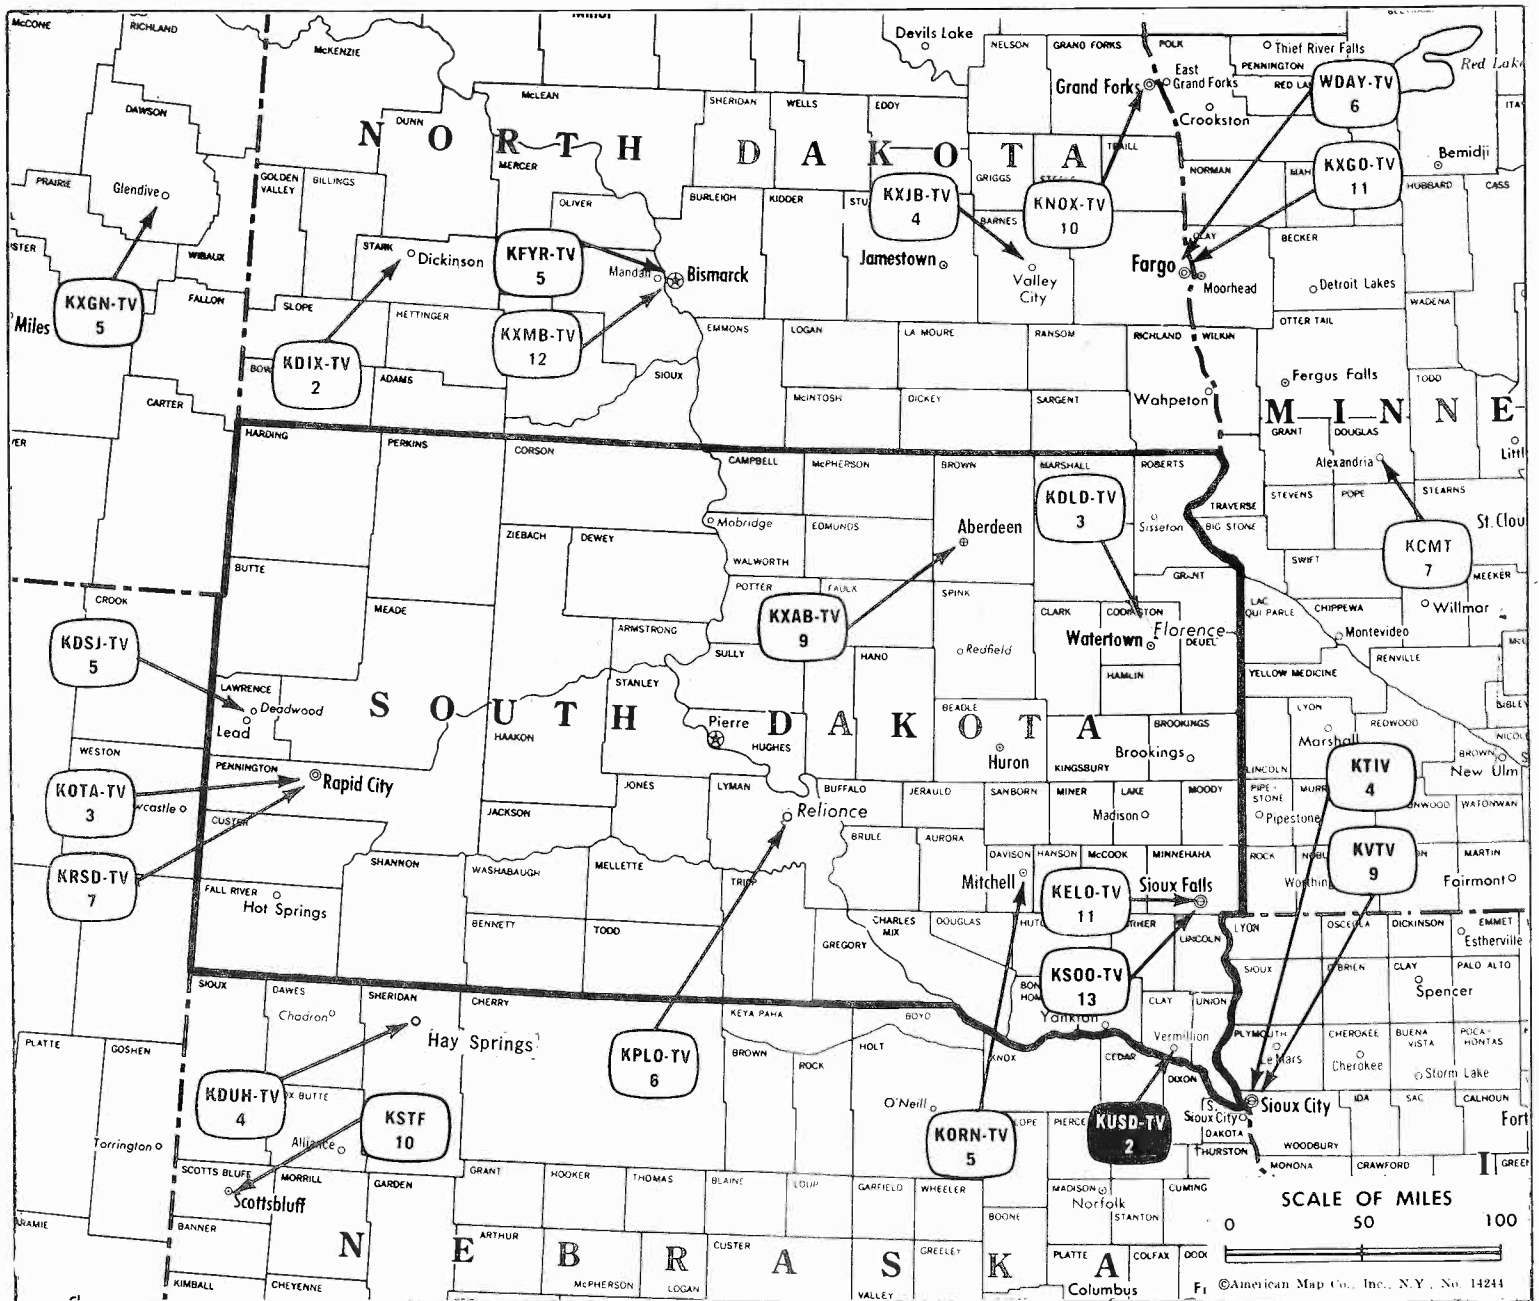 McCONE
RICHLAND
McKENZIE
Devils Lake
NELSON
GRAND FORKS
POLK
Thief River Falls
PENNINGTON
Red Lake
East
Grand Forks
Grand Forks
WDAY-TV
6
Crookston
DAWSON
DUNN
McLEAN
SHERIDAN
WELLS
EDDY
NORTH DAKOTA
MERCER
TRAILL
GRIGGS
NORMAN
KXGO-TV
11
Bemidji
HUBBARD
CASS
PRAIRIE
Glendive
GOLDEN
VALLEY
BILLINGS
OLIVER
BURLEIGH
KIDDER
KXJB-TV
4
KNOX-TV
10
BARNES
CLAY
BECKER
WIBAUX
STARK
Dickinson
KFYR-TV
5
Mandan
Bismarck
Jamestown
Valley
City
Fargo
Moorhead
Detroit Lakes
KXGN-TV
5
FALLON
SLOPE
HETTINGER
KXMB-TV
12
EMMONS
LOGAN
LA MOURE
RANSOM
RICHLAND
WILKIN
OTTER TAIL
WADENA
Miles
KDIX-TV
2
ADAMS
SIOUX
Fergus Falls
TODD
CARTER
McINTOSH
DICKEY
SARGENT
Wahpeton
MINNE
GRANT
DOUGLAS
Alexandria
HARDING
PERKINS
CORSON
CAMPBELL
McPHERSON
BROWN
MARSHALL
ROBERTS
TRAVERSE
STEVENS
POPE
STEARNS
KDLO-TV
3
Mobridge
EDMUNDS
Aberdeen
Sisseton
BIG STONE
St. Clou
KCMT
7
ZIEBACH
DEWEY
WALWORTH
SWIFT
MEEKER
BUTTE
CROOK
MEADE
POTTER
FAULK
SPINK
GRANT
LAC
QUI PARLE
CHIPPEWA
Willmar
KDSJ-TV
5
ARMSTRONG
KXAB-TV
9
CLARK
CODINGTON
Florence
Watertown
DEUEL
Montevideo
SULLY
HAND
Redfield
HAMLIN
RENVILLE
YELLOW MEDICINE
LAWRENCE
Deadwood
Lead
STANLEY
SOUTH DAKOTA
HAAKON
Pierre
HUGHES
BEADLE
Huron
KINGSBURY
BROOKINGS
Brookings
LYON
REDWOOD
Marshall
BROWN
New Ulm
WESTON
PENNINGTON
Rapid City
LINCOLN
KTIV
4
KOTA-TV
3
CUSTER
JACKSON
JONES
LYMAN
Reliance
BUFFALO
JERAULD
SANBORN
MINER
LAKE
MOODY
Madison
PIPE-
STONE
Pipestone
WATONWAN
KRSD-TV
7
SHANNON
WASHABAUGH
MELLETTE
BRULE
AURORA
DAVISON
HANSON
McCOOK
MINNEHAHA
ROCK
KVTV
9
MARTIN
FALL RIVER
Hot Springs
TRIPP
Mitchell
KELO-TV
11
Sioux Falls
Fairmont
BENNETT
TODD
GREGORY
CHARLES
MIX
DOUGLAS
LINCOLN
LYON
OSCEOLA
DICKINSON
EMMET
Estherville
KSOO-TV
13
SIOUX
O'BRIEN
CLAY
PALO ALTO
Spencer
SIOUX
DAWES
SHERIDAN
CHERRY
KEYA PAHA
BOYD
Yankton
CLAY
UNION
Vermillion
PLYMOUTH
CHEROKEE
BUENA
VISTA
POCA-
HONTAS
Chadron
Hay Springs
KPLO-TV
6
BROWN
ROCK
HOLT
KNOX
CEDAR
DIXON
Le Mars
Cherokee
Storm Lake
PLATTE
GOSHEN
KDUH-TV
4
KSTF
10
O'Neill
KORN-TV
5
PIERCE
KUSD-TV
2
S.
Sioux City
DAKOTA
Sioux City
IDA
SAC
CALHOUN
Torrington
Alliance
THURSTON
WOODBURY
Fort
SCOTTS BLUFF
MORRILL
GARDEN
GRANT
HOOKER
THOMAS
BLAINE
LOUP
GARFIELD
WHEELER
MADISON
Norfolk
CUMING
MONONA
CRAWFORD
I
Scottsbluff
BOONE
STANTON
SCALE OF MILES
0 50 100
BANNER
NEBRASKA
ARTHUR
CUSTER
GREELEY
PLATTE
COLFAX
KIMBALL
CHEYENNE
McPHERSON
LOGAN
VALLEY
Columbus
©American Map Co., Inc., N.Y., No. 14244